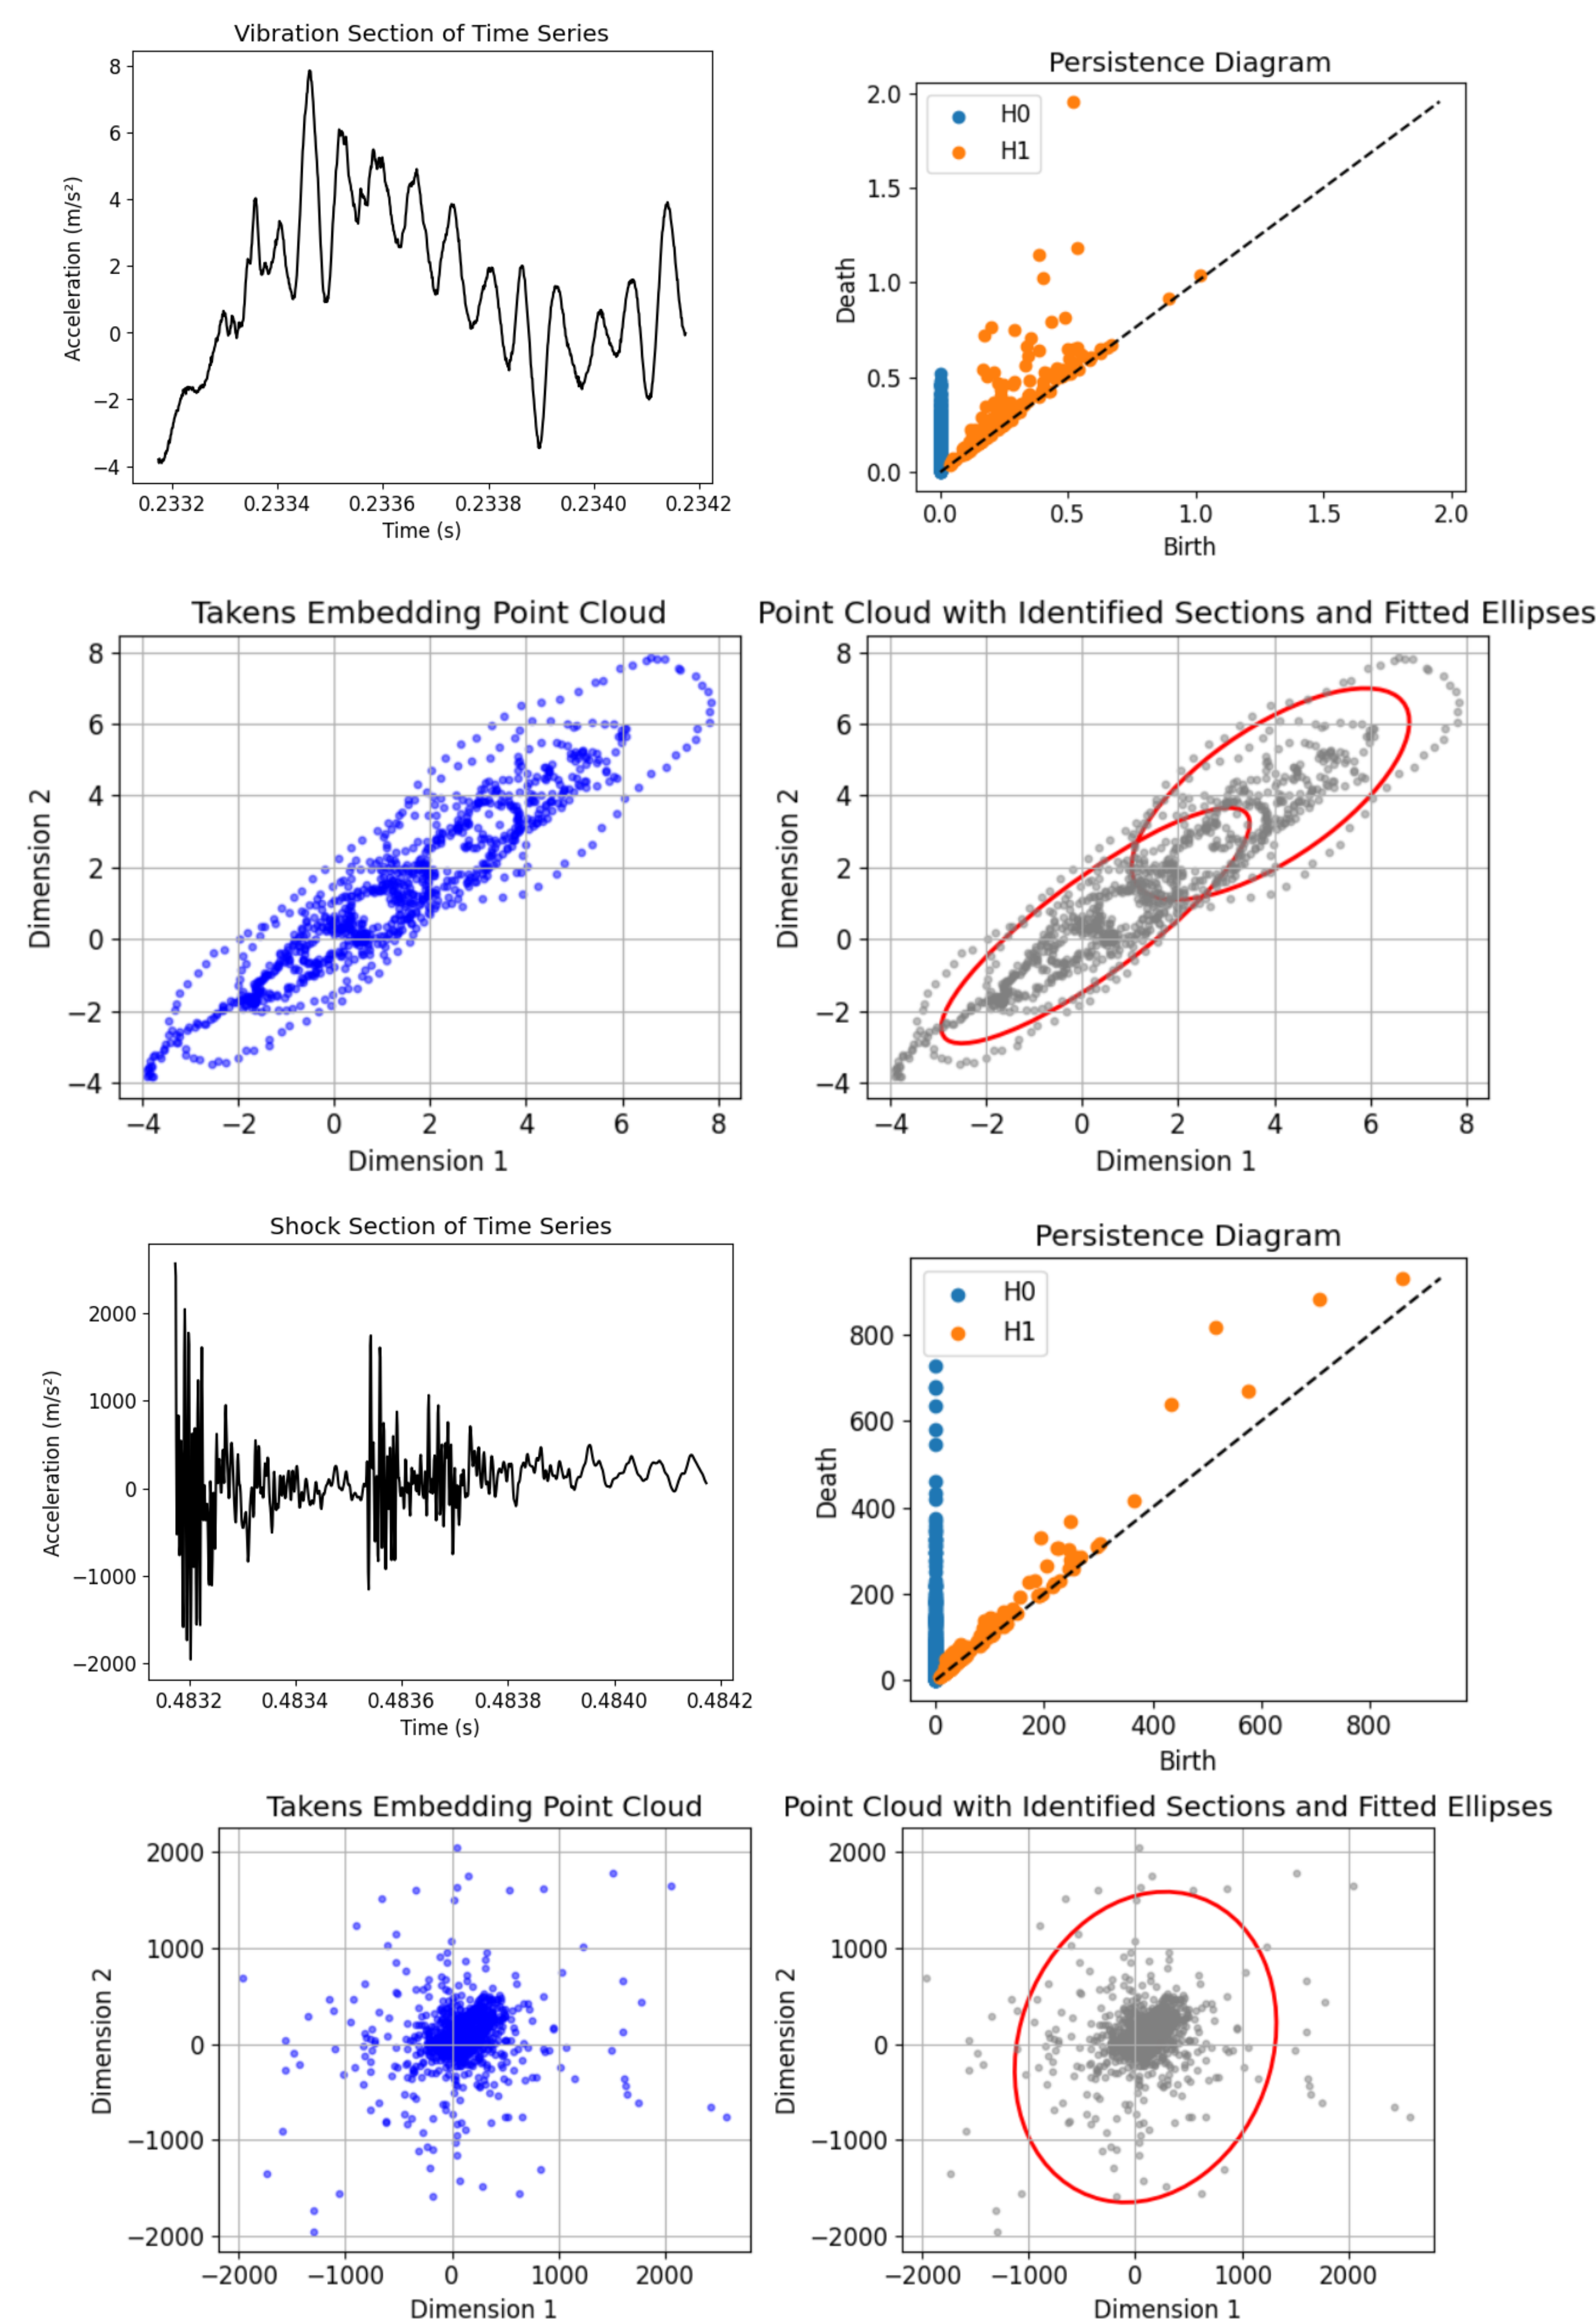 Vibration Section of Time Series
8
6
4
2
0
−2
−4
Acceleration (m/s²)
0.2332 0.2334 0.2336 0.2338 0.2340 0.2342
Time (s)
Persistence Diagram
H0
H1
2.0
1.5
1.0
0.5
0.0
Death
0.0 0.5 1.0 1.5 2.0
Birth
Takens Embedding Point Cloud
8
6
4
2
0
−2
−4
Dimension 2
−4 −2 0 2 4 6 8
Dimension 1
Point Cloud with Identified Sections and Fitted Ellipses
8
6
4
2
0
−2
−4
Dimension 2
−4 −2 0 2 4 6 8
Dimension 1
Shock Section of Time Series
2000
1000
0
−1000
−2000
Acceleration (m/s²)
0.4832 0.4834 0.4836 0.4838 0.4840 0.4842
Time (s)
Persistence Diagram
H0
H1
800
600
400
200
0
Death
0 200 400 600 800
Birth
Takens Embedding Point Cloud
2000
1000
0
−1000
−2000
Dimension 2
−2000 −1000 0 1000 2000
Dimension 1
Point Cloud with Identified Sections and Fitted Ellipses
2000
1000
0
−1000
−2000
Dimension 2
−2000 −1000 0 1000 2000
Dimension 1